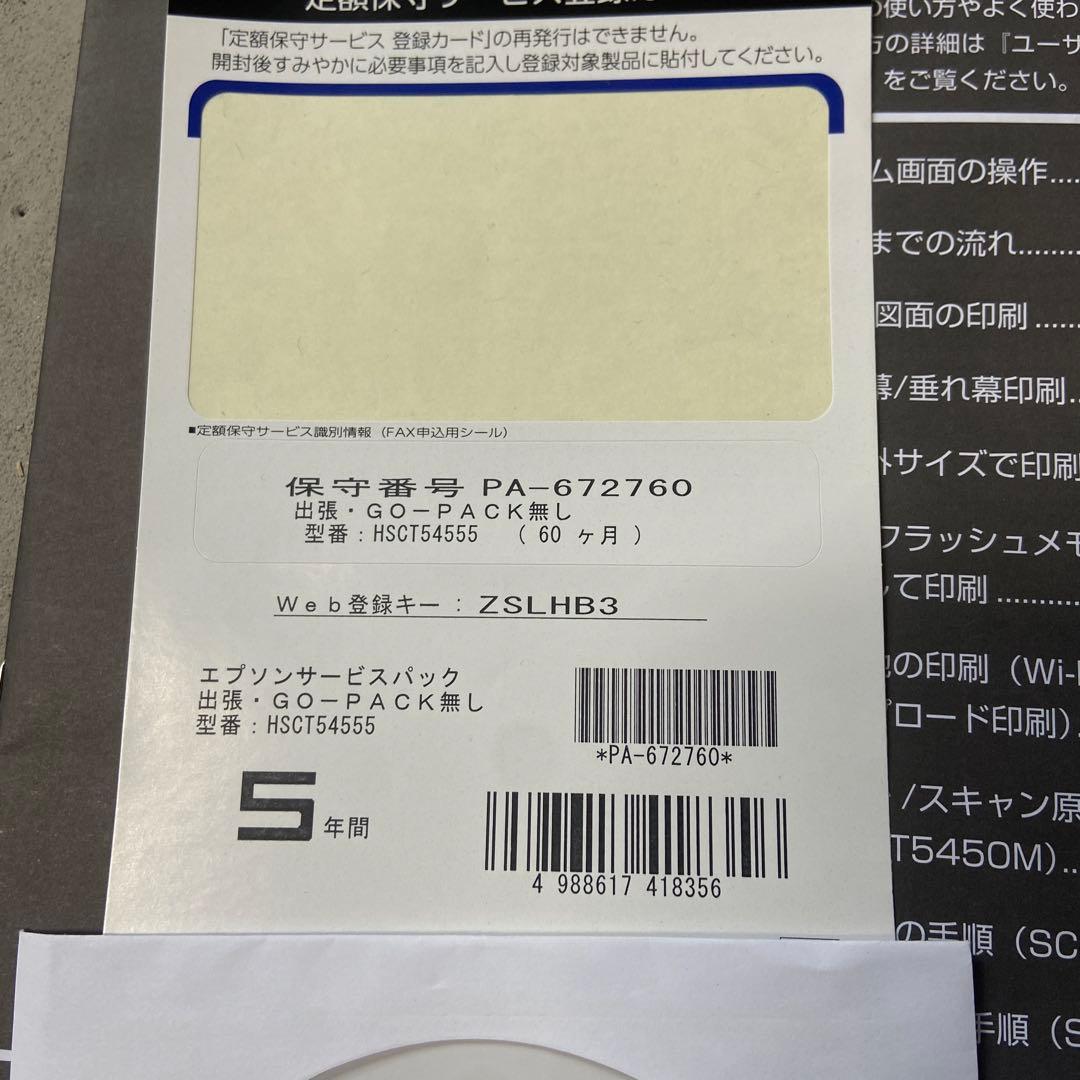 「定額保守サービス 登録カード」の再発行はできません。
開封後すみやかに必要事項を記入し登録対象製品に貼付してください。
■定額保守サービス識別情報（FAX申込用シール）
保守番号 PA-672760
出張・GO-PACK無し
型番：HSCT54555 （ 60 ヶ月 ）
Web登録キー：ZSLHB3
エプソンサービスパック
出張・GO-PACK無し
型番：HSCT54555
*PA-672760*
5年間
4 988617 418356
の使い方やよく使わ
方の詳細は『ユーザ
をご覧ください。
ム画面の操作....
までの流れ........
図面の印刷......
幕/垂れ幕印刷..
外サイズで印刷
フラッシュメモ
して印刷...........
他の印刷（Wi-
ロード印刷）.
/スキャン原
T5450M）..
の手順（SC
手順（S